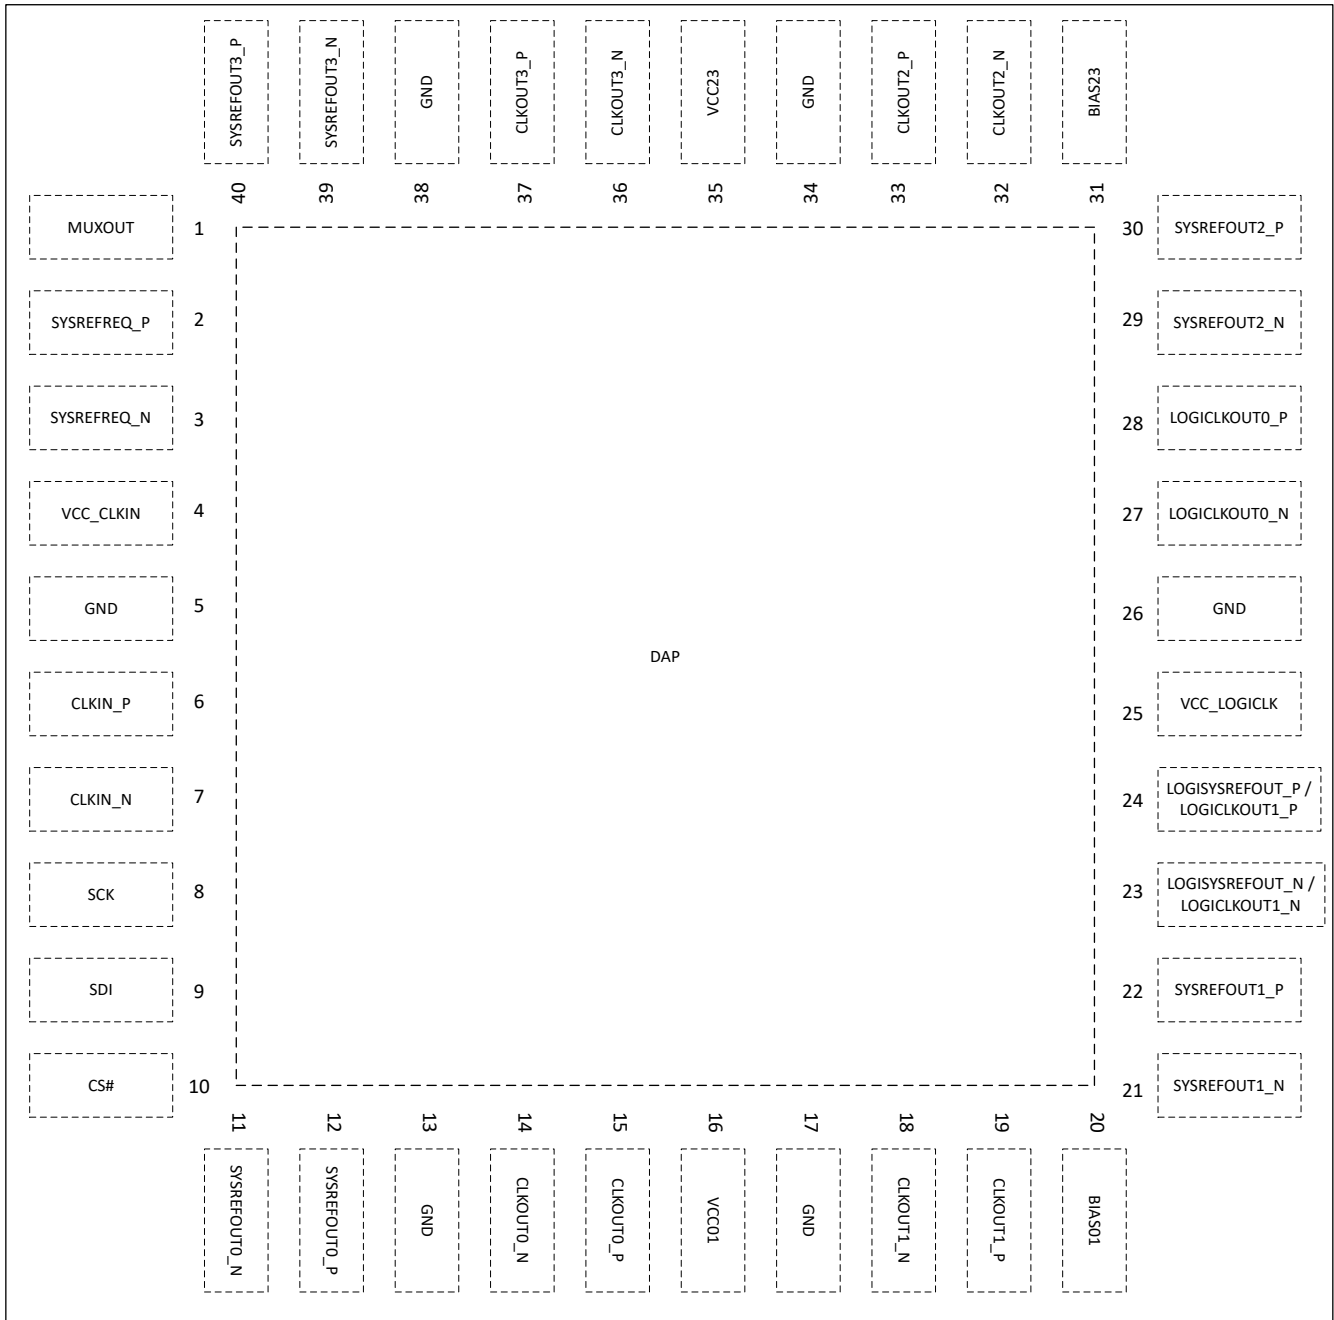 SYSREFOUT3_P
SYSREFOUT3_N
GND
CLKOUT3_P
CLKOUT3_N
VCC23
GND
CLKOUT2_P
CLKOUT2_N
BIAS23
40
39
38
37
36
35
34
33
32
31
MUXOUT 1
30 SYSREFOUT2_P
SYSREFREQ_P 2
29 SYSREFOUT2_N
SYSREFREQ_N 3
28 LOGICLKOUT0_P
VCC_CLKIN 4
27 LOGICLKOUT0_N
GND 5
26 GND
DAP
CLKIN_P 6
25 VCC_LOGICLK
CLKIN_N 7
24 LOGISYSREFOUT_P /
LOGICLKOUT1_P
SCK 8
23 LOGISYSREFOUT_N /
LOGICLKOUT1_N
SDI 9
22 SYSREFOUT1_P
CS# 10
21 SYSREFOUT1_N
11
12
13
14
15
16
17
18
19
20
SYSREFOUT0_N
SYSREFOUT0_P
GND
CLKOUT0_N
CLKOUT0_P
VCC01
GND
CLKOUT1_N
CLKOUT1_P
BIAS01